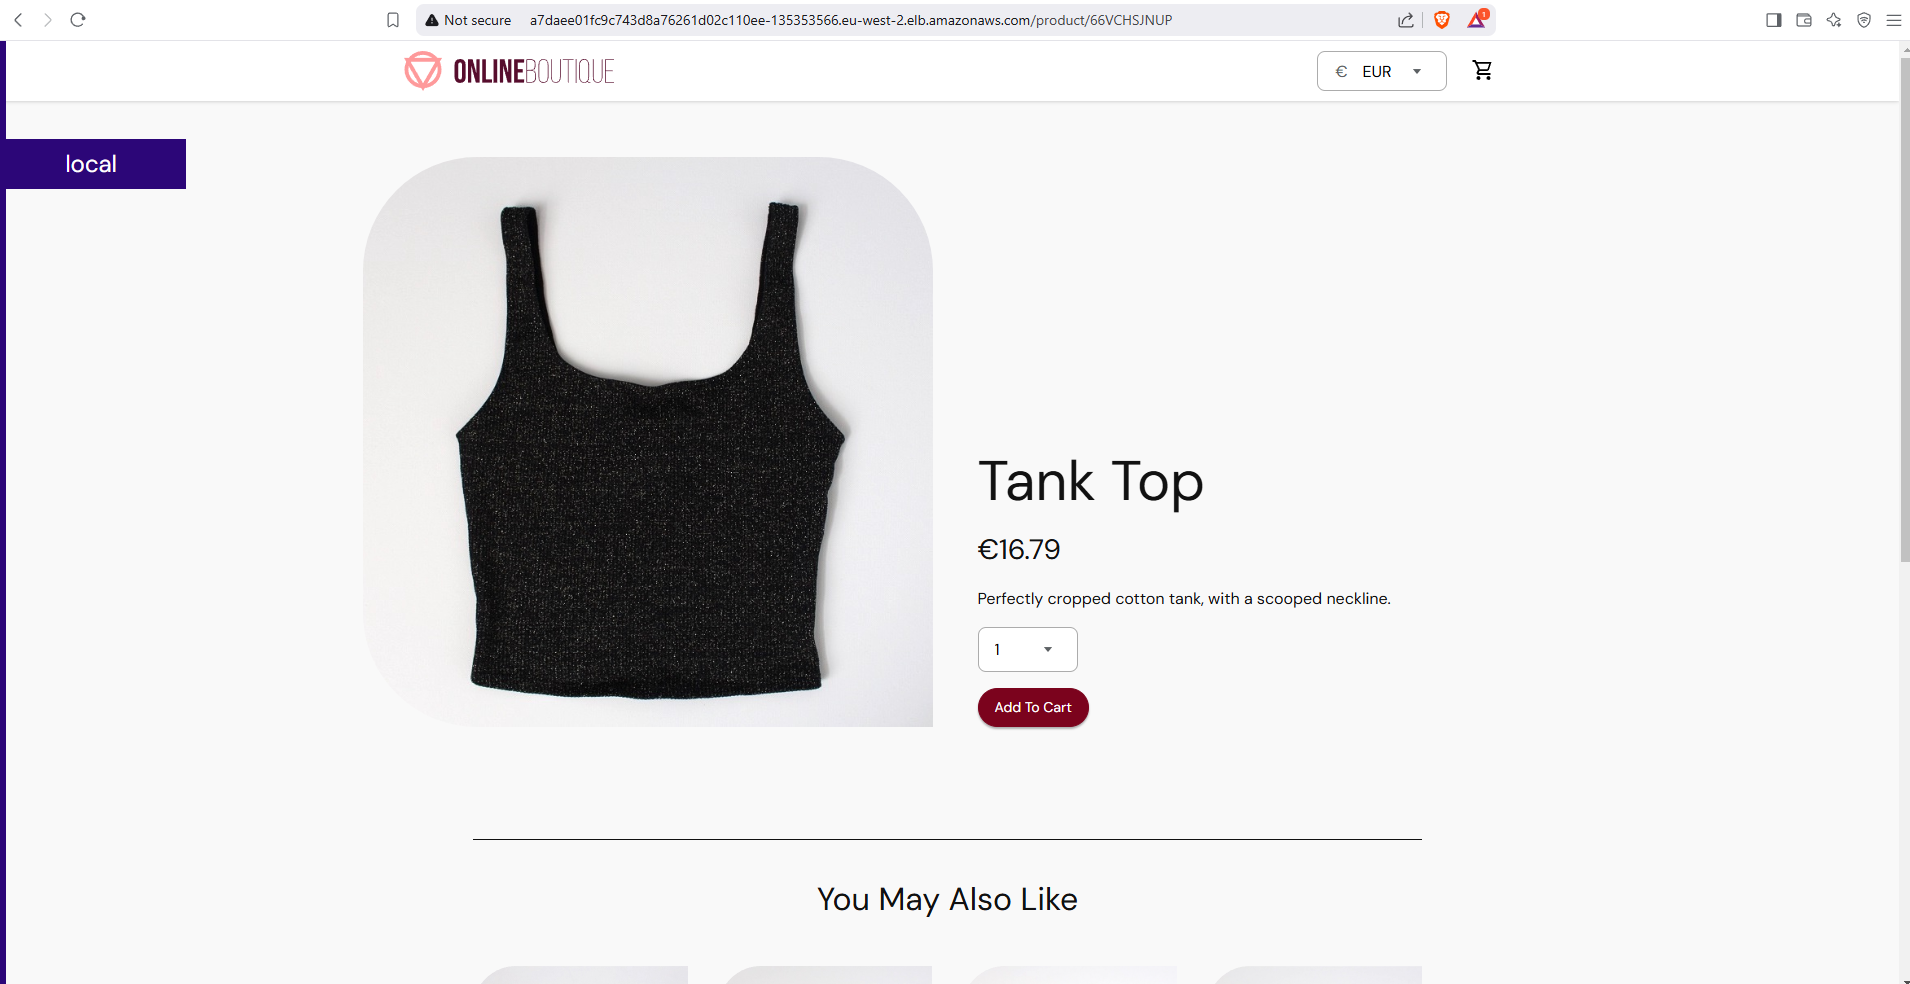 Not secure a7daee01fc9c743d8a76261d02c110ee-135353566.eu-west-2.elb.amazonaws.com/product/66VCHSJNUP
1
ONLINEBOUTIQUE
€ EUR
local
Tank Top
€16.79
Perfectly cropped cotton tank, with a scooped neckline.
1
Add To Cart
You May Also Like